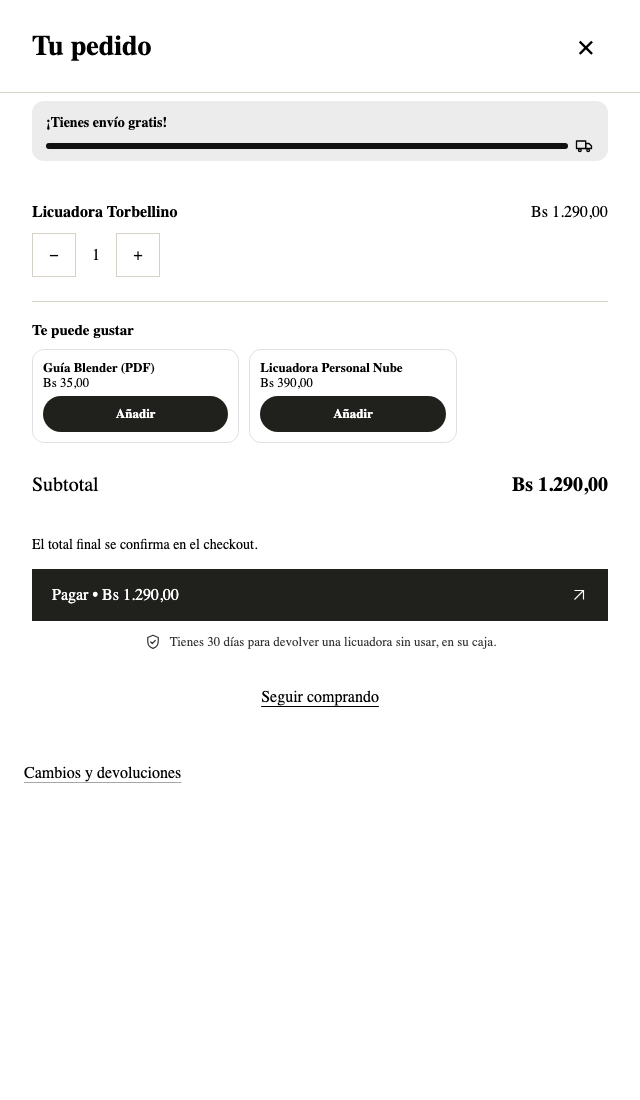 Tu pedido
¡Tienes envío gratis!
Licuadora Torbellino
Bs 1.290,00
− 1 +
Te puede gustar
Guía Blender (PDF)
Bs 35,00
Añadir
Licuadora Personal Nube
Bs 390,00
Añadir
Subtotal
Bs 1.290,00
El total final se confirma en el checkout.
Pagar • Bs 1.290,00
Tienes 30 días para devolver una licuadora sin usar, en su caja.
Seguir comprando
Cambios y devoluciones